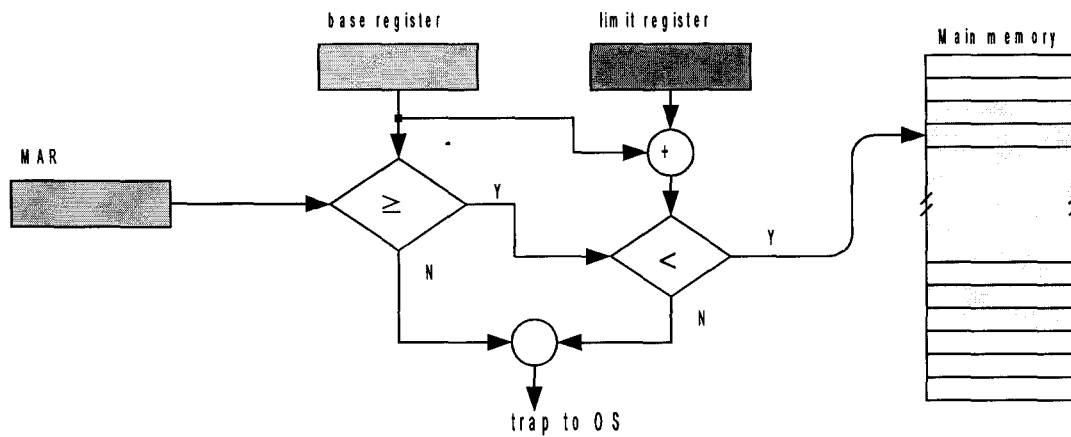 base register
limit register
Main memory
MAR
+
≥
Y
<
Y
N
N
trap to OS